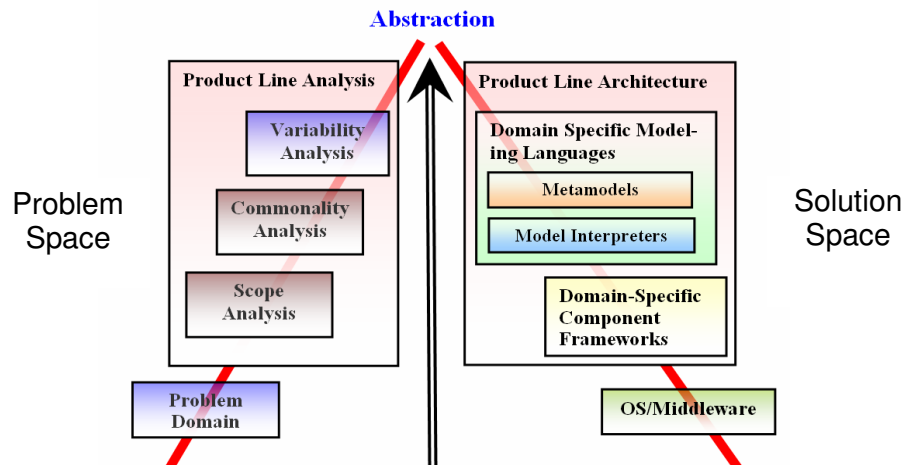 Abstraction
Product Line Analysis
Variability
Analysis
Commonality
Analysis
Scope
Analysis
Problem
Domain
Problem
Space
Product Line Architecture
Domain Specific Model-
ing Languages
Metamodels
Model Interpreters
Domain-Specific
Component
Frameworks
OS/Middleware
Solution
Space